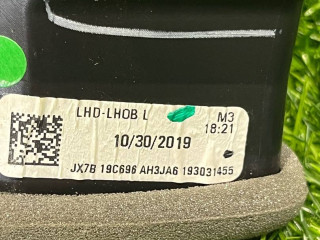 LHD-LHOB L M3
18:21
10/30/2019
JX7B 19C696 AH3JA6 193031455